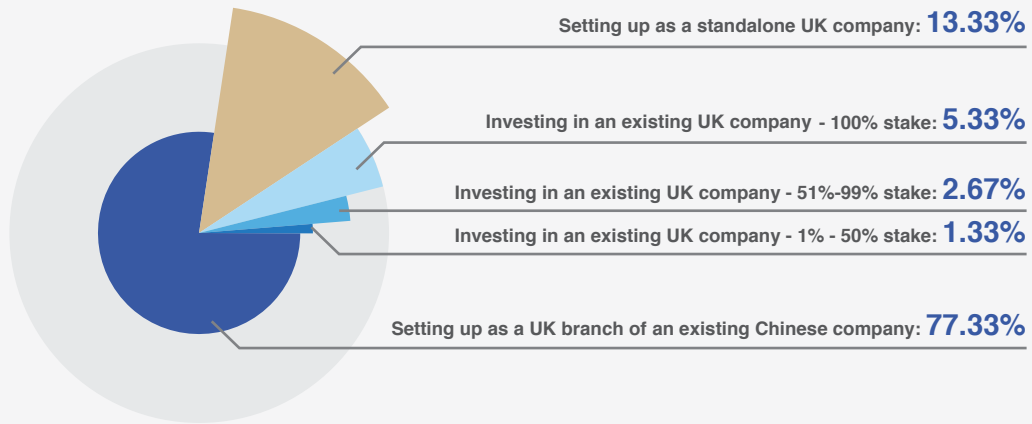 Setting up as a standalone UK company: 13.33%
Investing in an existing UK company - 100% stake: 5.33%
Investing in an existing UK company - 51%-99% stake: 2.67%
Investing in an existing UK company - 1% - 50% stake: 1.33%
Setting up as a UK branch of an existing Chinese company: 77.33%